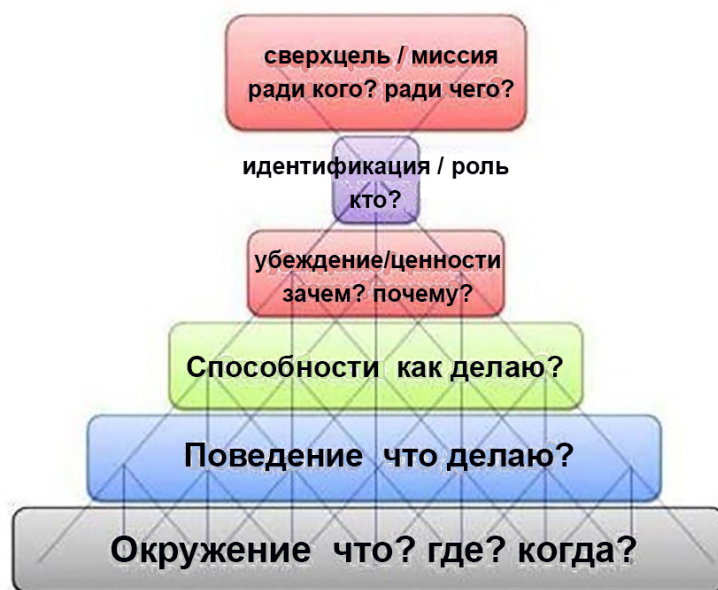 сверхцель / миссия
ради кого? ради чего?
идентификация / роль
кто?
убеждение/ценности
зачем? почему?
Способности как делаю?
Поведение что делаю?
Окружение что? где? когда?